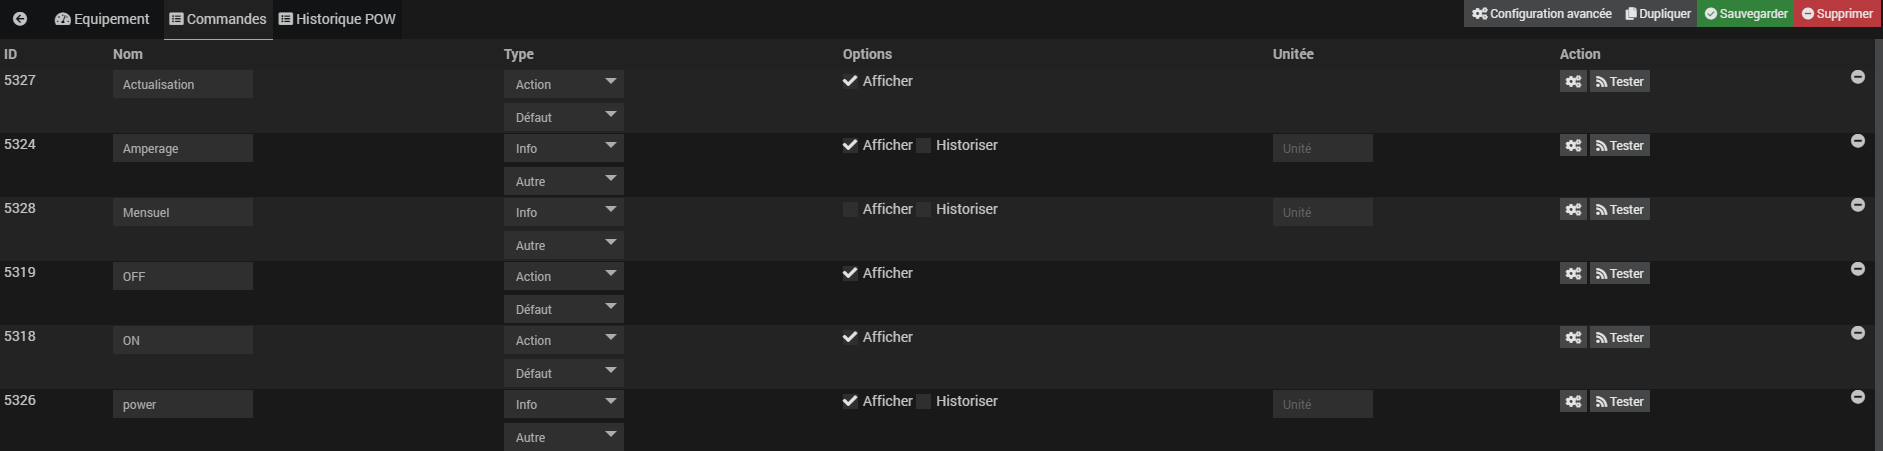 Equipement Commandes Historique POW Configuration avancée Dupliquer Sauvegarder Supprimer
ID Nom Type Options Unitée Action
5327 Actualisation Action Afficher Tester
Défaut
5324 Amperage Info Afficher Historiser Unité Tester
Autre
5328 Mensuel Info Afficher Historiser Unité Tester
Autre
5319 OFF Action Afficher Tester
Défaut
5318 ON Action Afficher Tester
Défaut
5326 power Info Afficher Historiser Unité Tester
Autre